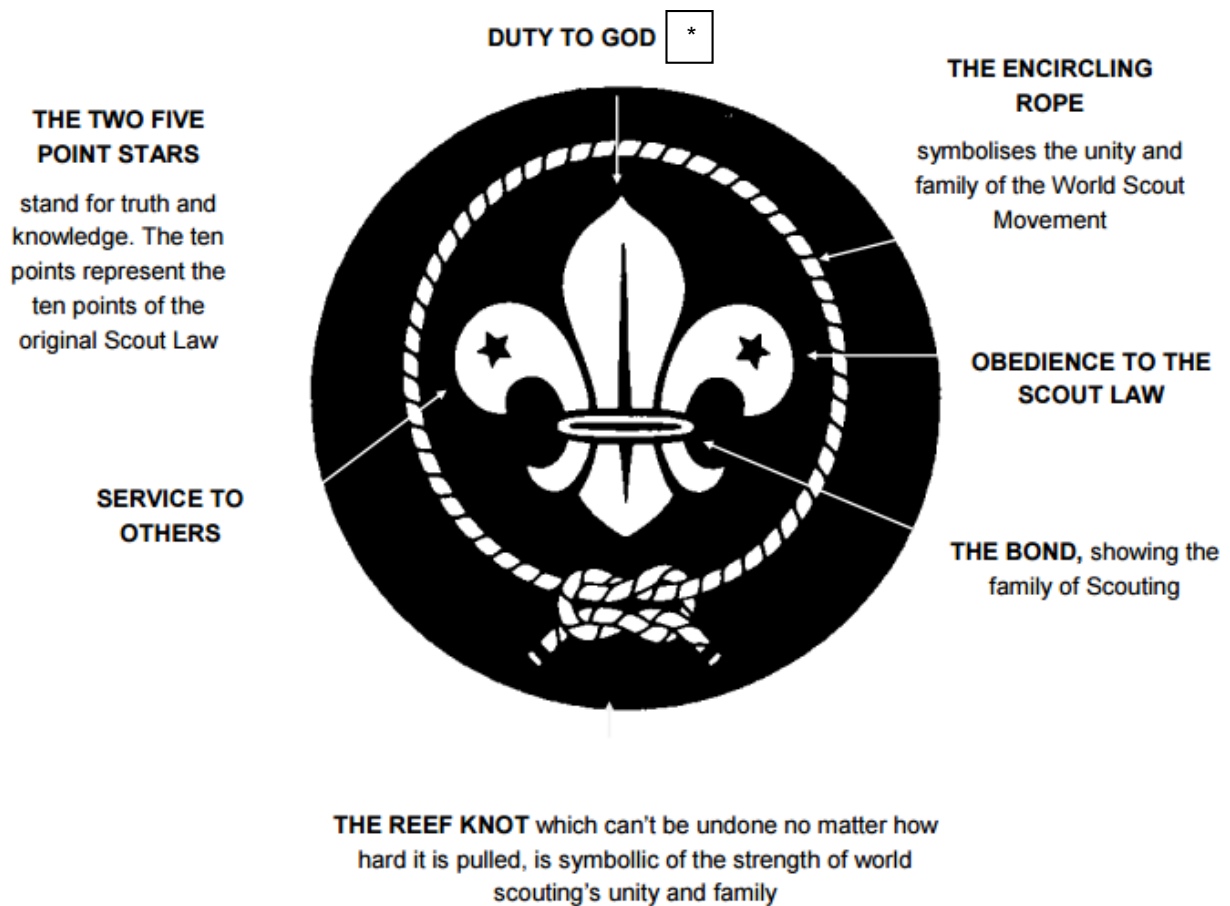 DUTY TO GOD *
THE TWO FIVE
POINT STARS
stand for truth and
knowledge. The ten
points represent the
ten points of the
original Scout Law
THE ENCIRCLING
ROPE
symbolises the unity and
family of the World Scout
Movement
OBEDIENCE TO THE
SCOUT LAW
SERVICE TO
OTHERS
THE BOND, showing the
family of Scouting
THE REEF KNOT which can't be undone no matter how
hard it is pulled, is symbollic of the strength of world
scouting's unity and family